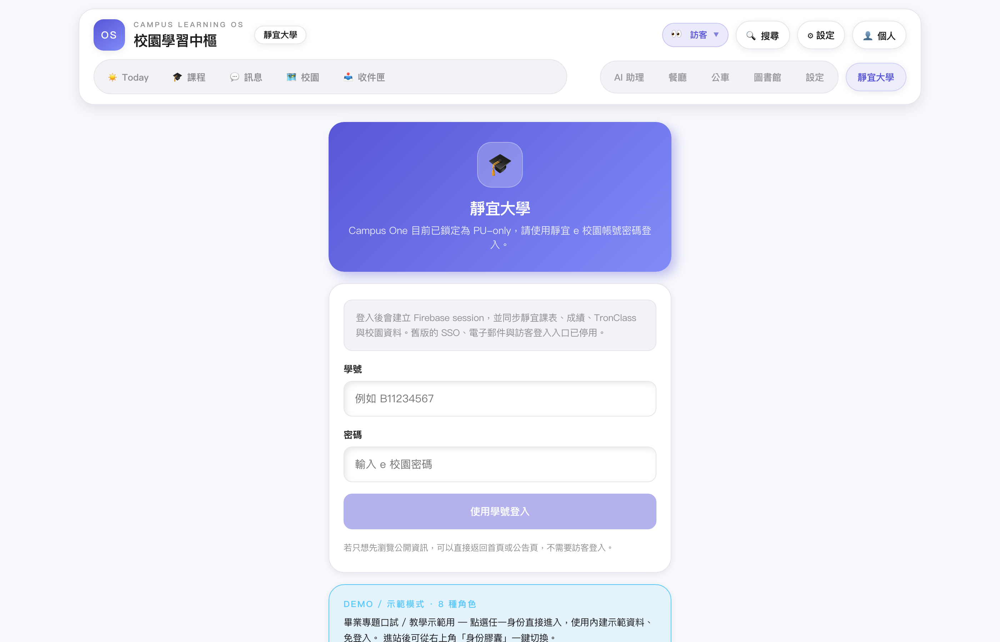 OS
CAMPUS LEARNING OS
校園學習中樞
靜宜大學
訪客
搜尋
設定
個人
Today
課程
訊息
校園
收件匣
AI 助理
餐廳
公車
圖書館
設定
靜宜大學
靜宜大學
Campus One 目前已鎖定為 PU-only，請使用靜宜 e 校園帳號密碼登
入。
登入後會建立 Firebase session，並同步靜宜課表、成績、TronClass
與校園資料。舊版的 SSO、電子郵件與訪客登入入口已停用。
學號
例如 B11234567
密碼
輸入 e 校園密碼
使用學號登入
若只想先瀏覽公開資訊，可以直接返回首頁或公告頁，不需要訪客登入。
DEMO / 示範模式 · 8 種角色
畢業專題口試 / 教學示範用 — 點選任一身份直接進入，使用內建示範資料、
免登入。 進站後可從右上角「身份膠囊」一鍵切換。